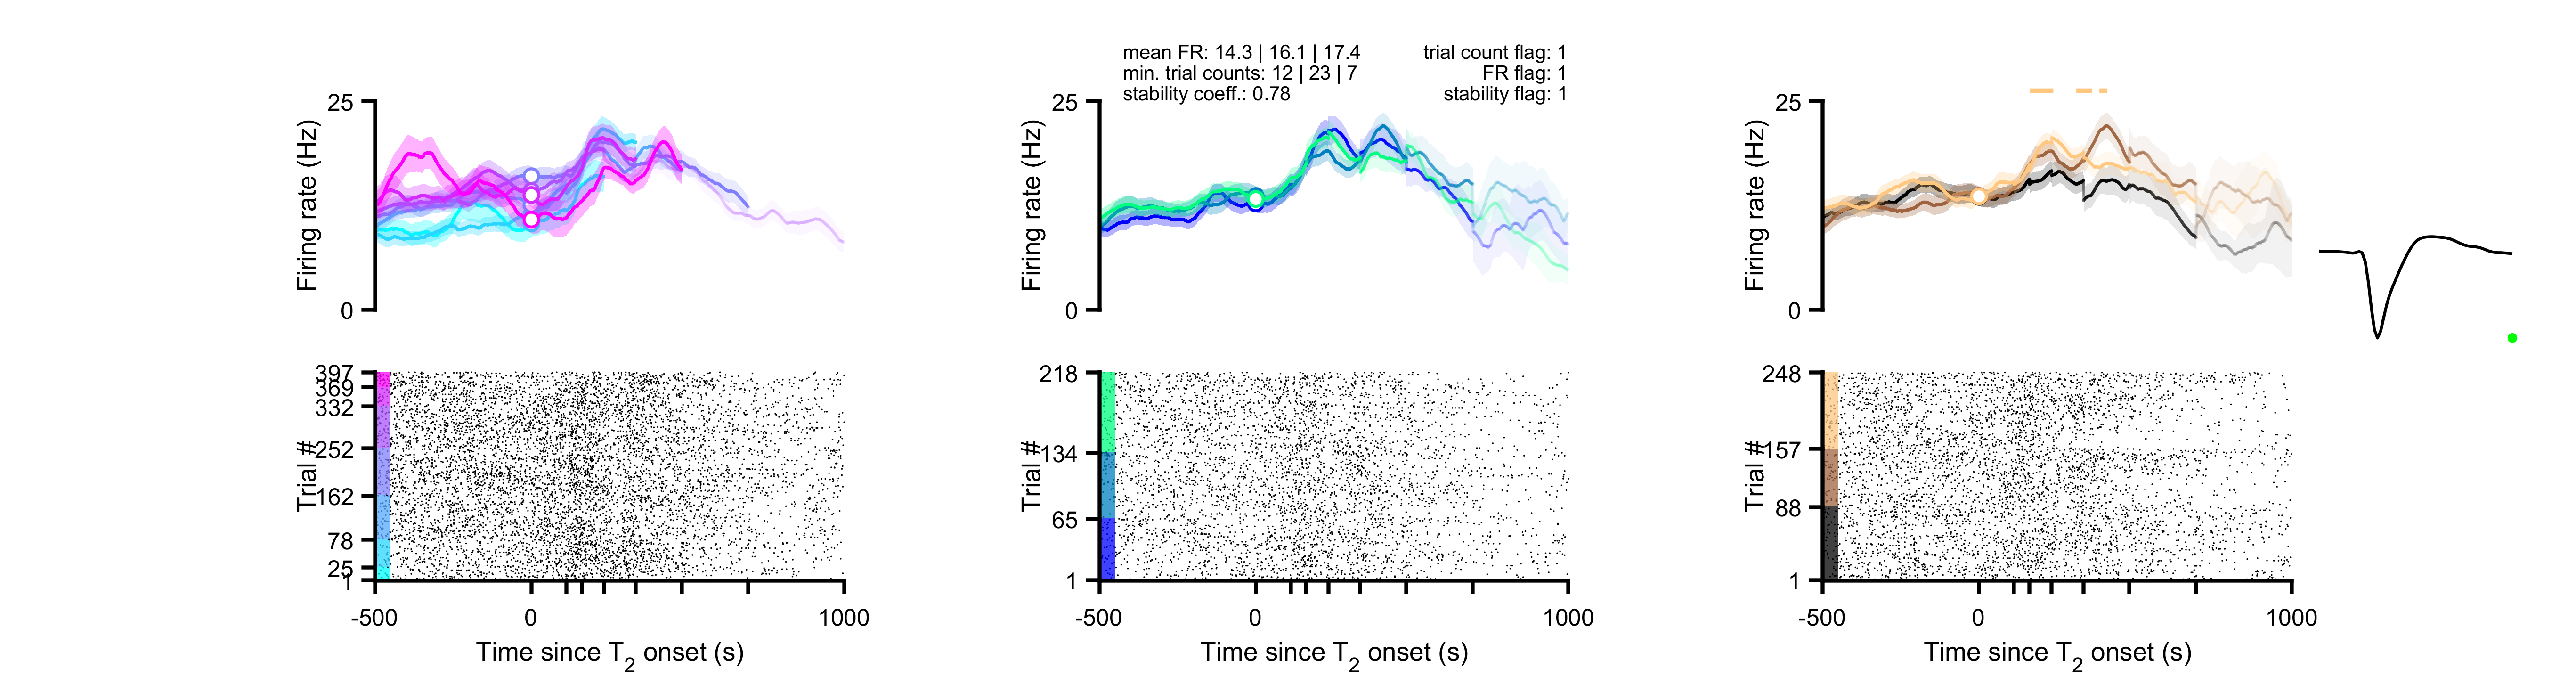 mean FR: 14.3 | 16.1 | 17.4
min. trial counts: 12 | 23 | 7
stability coeff.: 0.78
trial count flag: 1
FR flag: 1
stability flag: 1
Firing rate (Hz)
25
0
Firing rate (Hz)
25
0
Firing rate (Hz)
25
0
Trial #
397
369
332
252
162
78
25
1
-500
0
1000
Time since T2 onset (s)
Trial #
218
134
65
1
-500
0
1000
Time since T2 onset (s)
Trial #
248
157
88
1
-500
0
1000
Time since T2 onset (s)